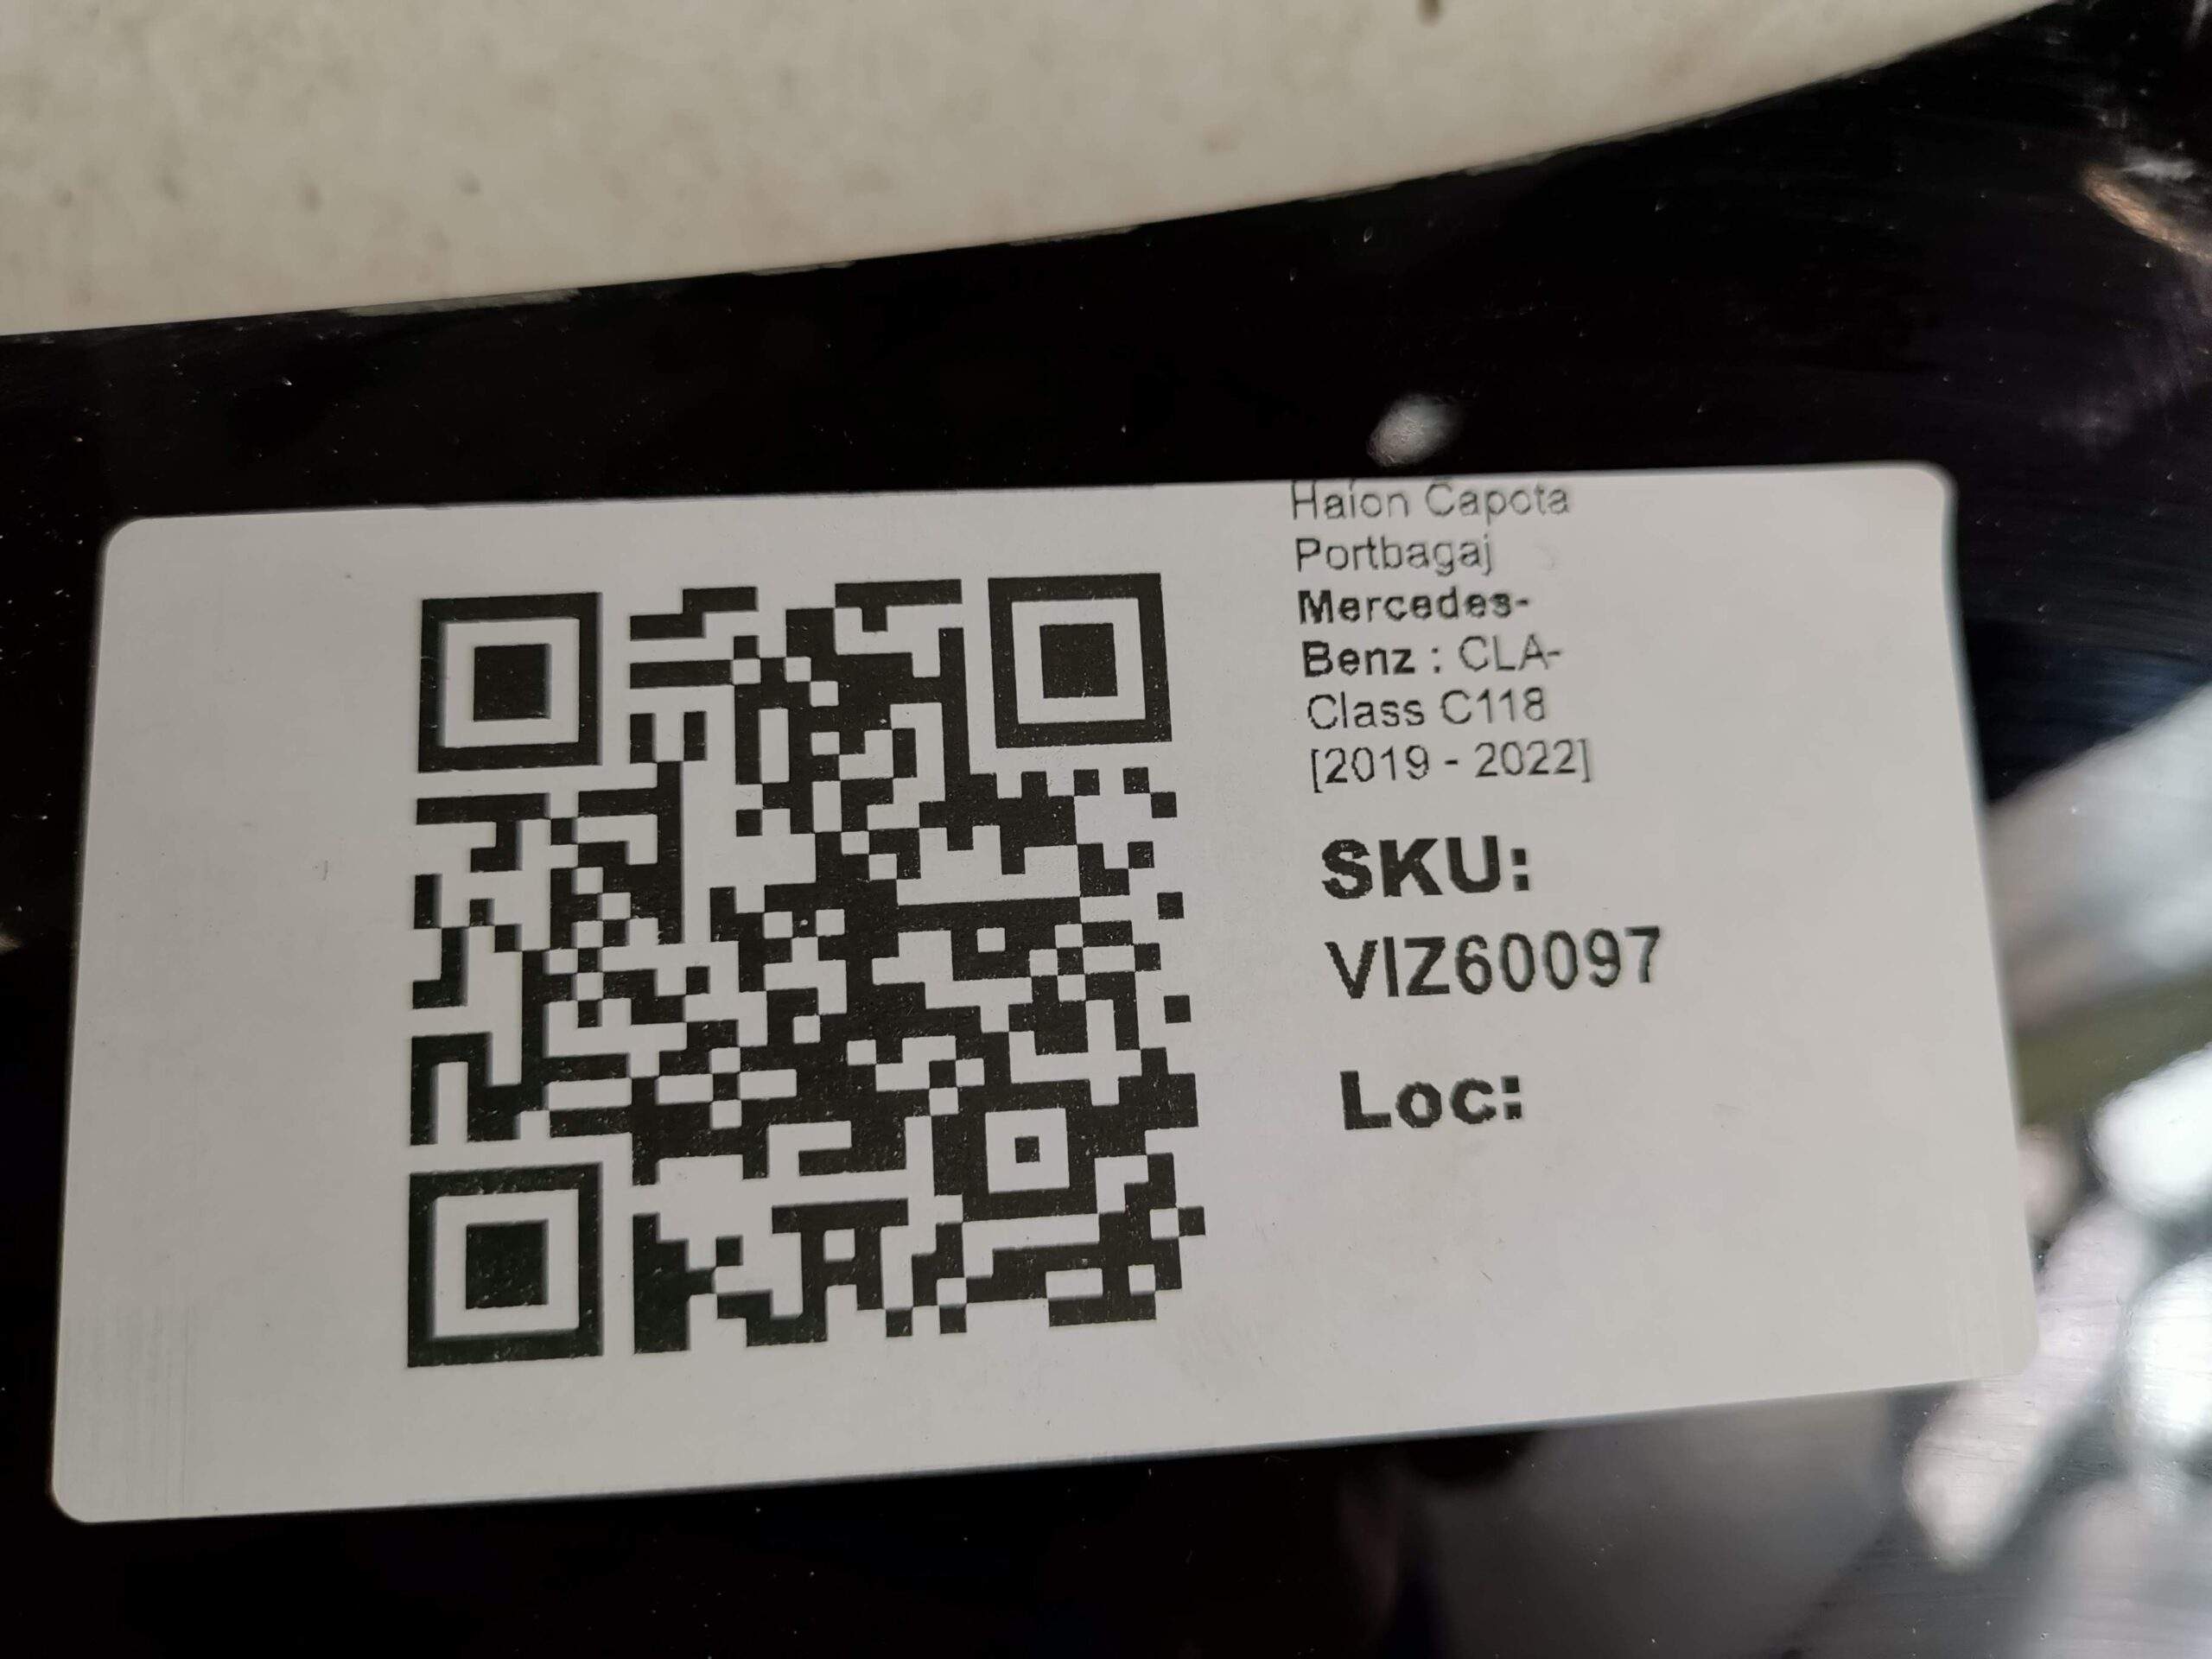 Haion Capota
Portbagaj
Mercedes-
Benz : CLA-
Class C118
[2019 - 2022]
SKU:
VIZ60097
Loc: